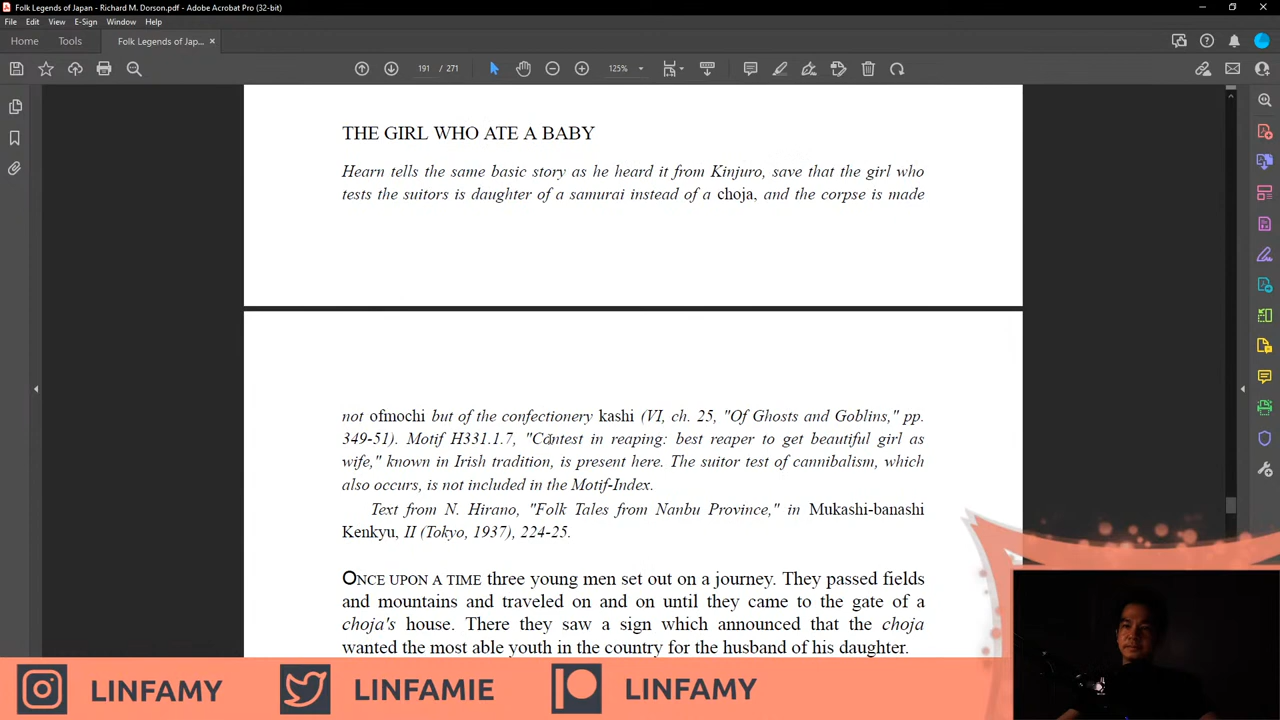 Folk Legends of Japan - Richard M. Dorson.pdf - Adobe Acrobat Pro (32-bit)
File Edit View E-Sign Window Help
Home Tools Folk Legends of Jap... ×
191 / 271 125%
THE GIRL WHO ATE A BABY
Hearn tells the same basic story as he heard it from Kinjuro, save that the girl who
tests the suitors is daughter of a samurai instead of a choja, and the corpse is made
not ofmochi but of the confectionery kashi (VI, ch. 25, "Of Ghosts and Goblins," pp.
349-51). Motif H331.1.7, "Contest in reaping: best reaper to get beautiful girl as
wife," known in Irish tradition, is present here. The suitor test of cannibalism, which
also occurs, is not included in the Motif-Index.
Text from N. Hirano, "Folk Tales from Nanbu Province," in Mukashi-banashi
Kenkyu, II (Tokyo, 1937), 224-25.
ONCE UPON A TIME three young men set out on a journey. They passed fields
and mountains and traveled on and on until they came to the gate of a
choja's house. There they saw a sign which announced that the choja
wanted the most able youth in the country for the husband of his daughter.
LINFAMY LINFAMIE LINFAMY